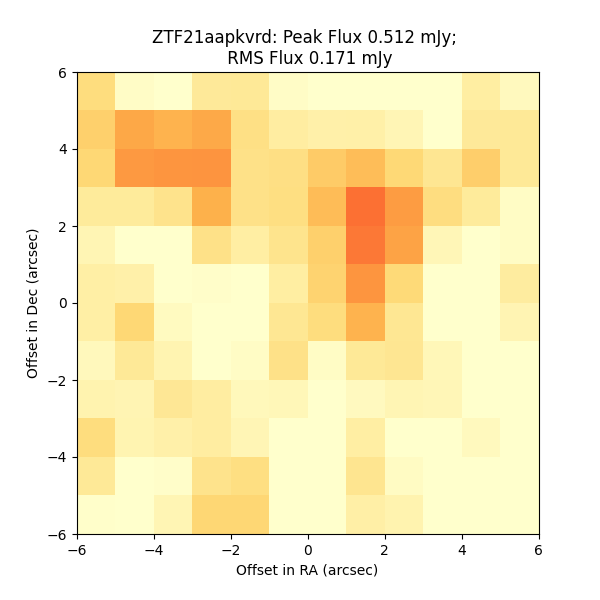 ZTF21aapkvrd: Peak Flux 0.512 mJy;
RMS Flux 0.171 mJy
6
4
2
0
−2
−4
−6
Offset in Dec (arcsec)
−6 −4 −2 0 2 4 6
Offset in RA (arcsec)